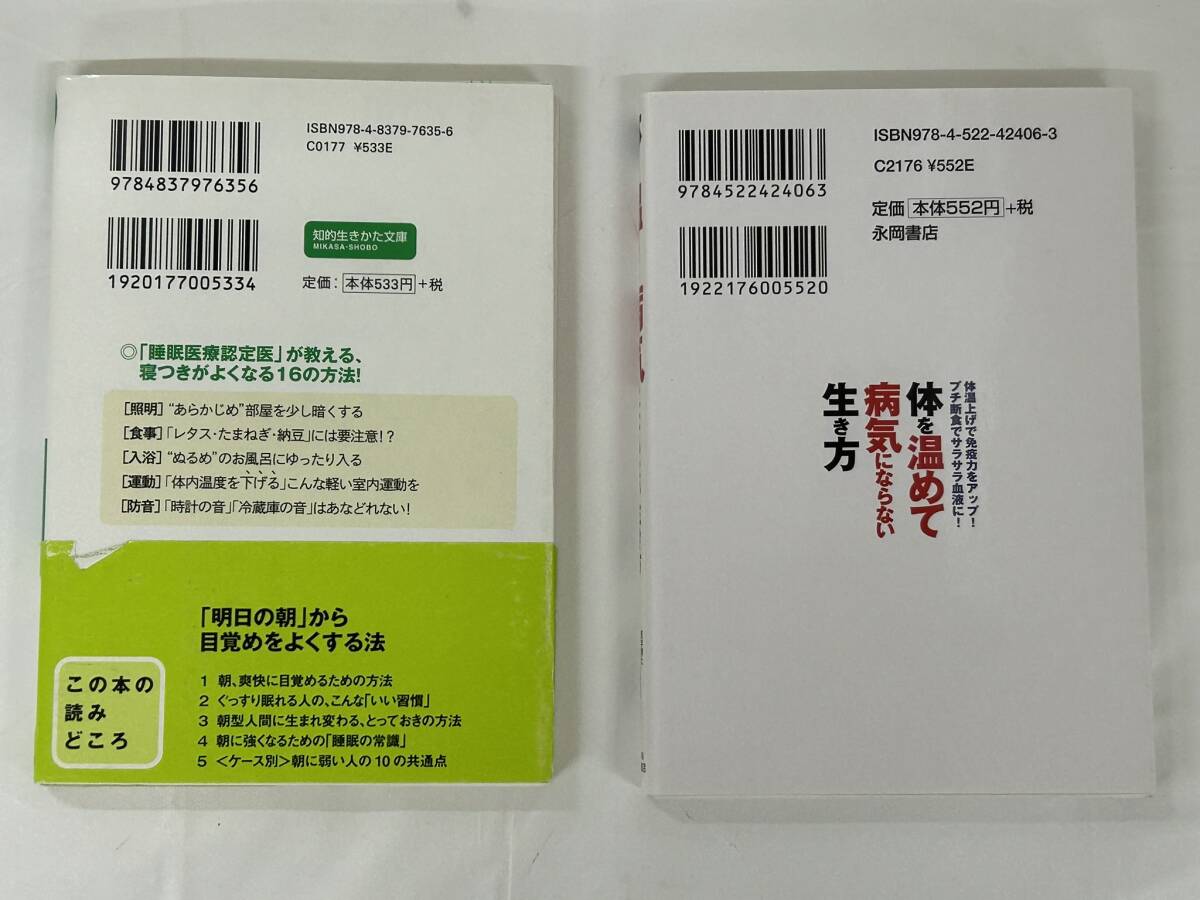 ISBN978-4-8379-7635-6
C0177 ¥533E
9784837976356
1920177005334
知的生きかた文庫
MIKASA-SHOBO
定価：本体533円+税
◎「睡眠医療認定医」が教える、
寝つきがよくなる16の方法！
[照明]“あらかじめ”部屋を少し暗くする
[食事]「レタス・たまねぎ・納豆」には要注意！？
[入浴]“ぬるめ”のお風呂にゆったり入る
[運動]「体内温度を下げる」こんな軽い室内運動を
[防音]「時計の音」「冷蔵庫の音」はあなどれない！
「明日の朝」から
目覚めをよくする法
この本の
読み
どころ
1 朝、爽快に目覚めるための方法
2 ぐっすり眠れる人の、こんな「いい習慣」
3 朝型人間に生まれ変わる、とっておきの方法
4 朝に強くなるための「睡眠の常識」
5 ＜ケース別＞朝に弱い人の10の共通点
ISBN978-4-522-42406-3
C2176 ¥552E
9784522424063
定価 本体552円+税
永岡書店
1922176005520
体温上げで免疫力をアップ！
プチ断食でサラサラ血液に！
体を温めて
病気にならない
生き方